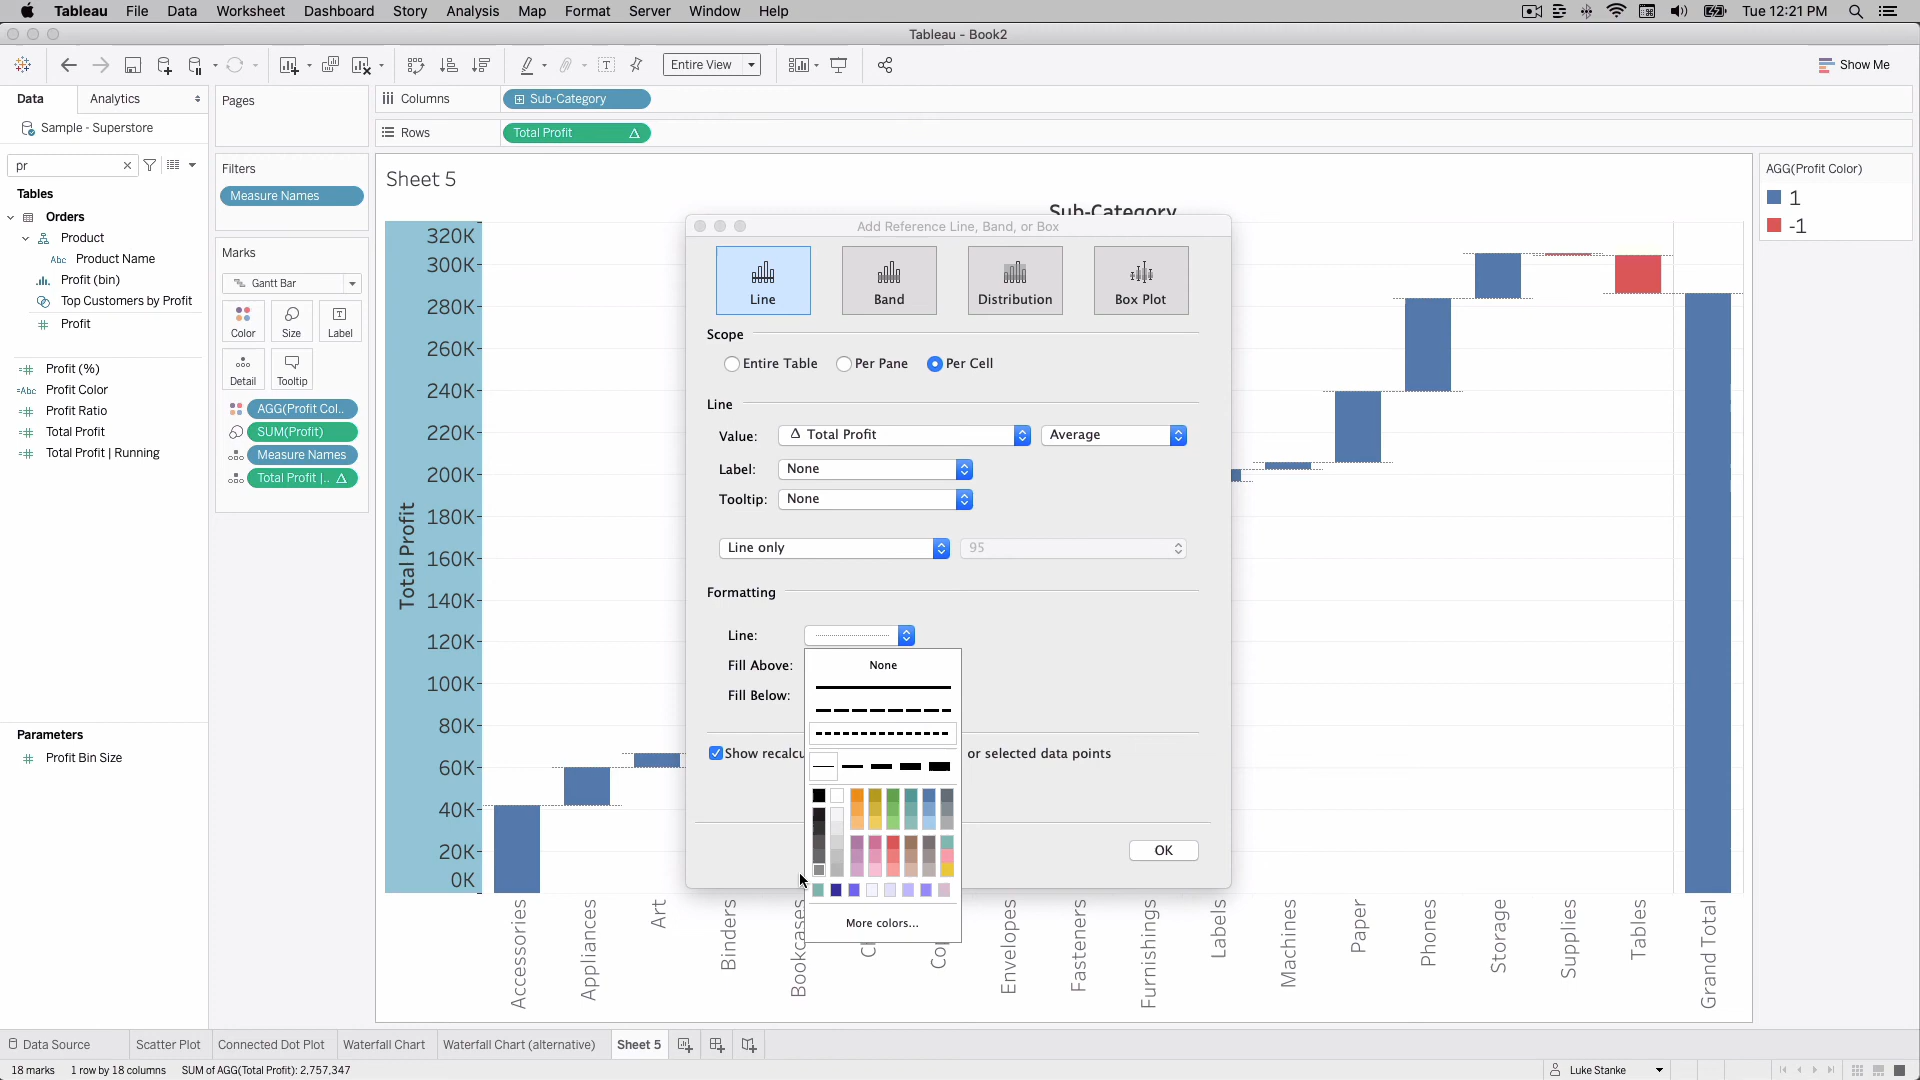 Tableau File Data Worksheet Dashboard Story Analysis Map Format Server Window Help Tue 12:21 PM
Tableau - Book2
Entire View
Show Me
Data Analytics
Pages
Columns
Sub-Category
Sample - Superstore
Rows
Total Profit
pr
Filters
Measure Names
Sheet 5
AGG(Profit Color)
1
-1
Tables
Orders
Product
Product Name
Profit (bin)
Top Customers by Profit
Profit
Profit (%)
Profit Color
Profit Ratio
Total Profit
Total Profit | Running
Parameters
Profit Bin Size
Marks
Gantt Bar
Color Size Label
Detail Tooltip
AGG(Profit Col..
SUM(Profit)
Measure Names
Total Profit |..
Sub-Category
Total Profit
320K
300K
280K
260K
240K
220K
200K
180K
160K
140K
120K
100K
80K
60K
40K
20K
0K
Add Reference Line, Band, or Box
Line Band Distribution Box Plot
Scope
Entire Table Per Pane Per Cell
Line
Value: Total Profit Average
Label: None
Tooltip: None
Line only 95
Formatting
Line:
Fill Above:
Fill Below:
None
Show recalcu
or selected data points
More colors...
OK
Accessories
Appliances
Art
Binders
Bookcases
C
Co
Envelopes
Fasteners
Furnishings
Labels
Machines
Paper
Phones
Storage
Supplies
Tables
Grand Total
Data Source Scatter Plot Connected Dot Plot Waterfall Chart Waterfall Chart (alternative) Sheet 5
18 marks 1 row by 18 columns SUM of AGG(Total Profit): 2,757,347
Luke Stanke